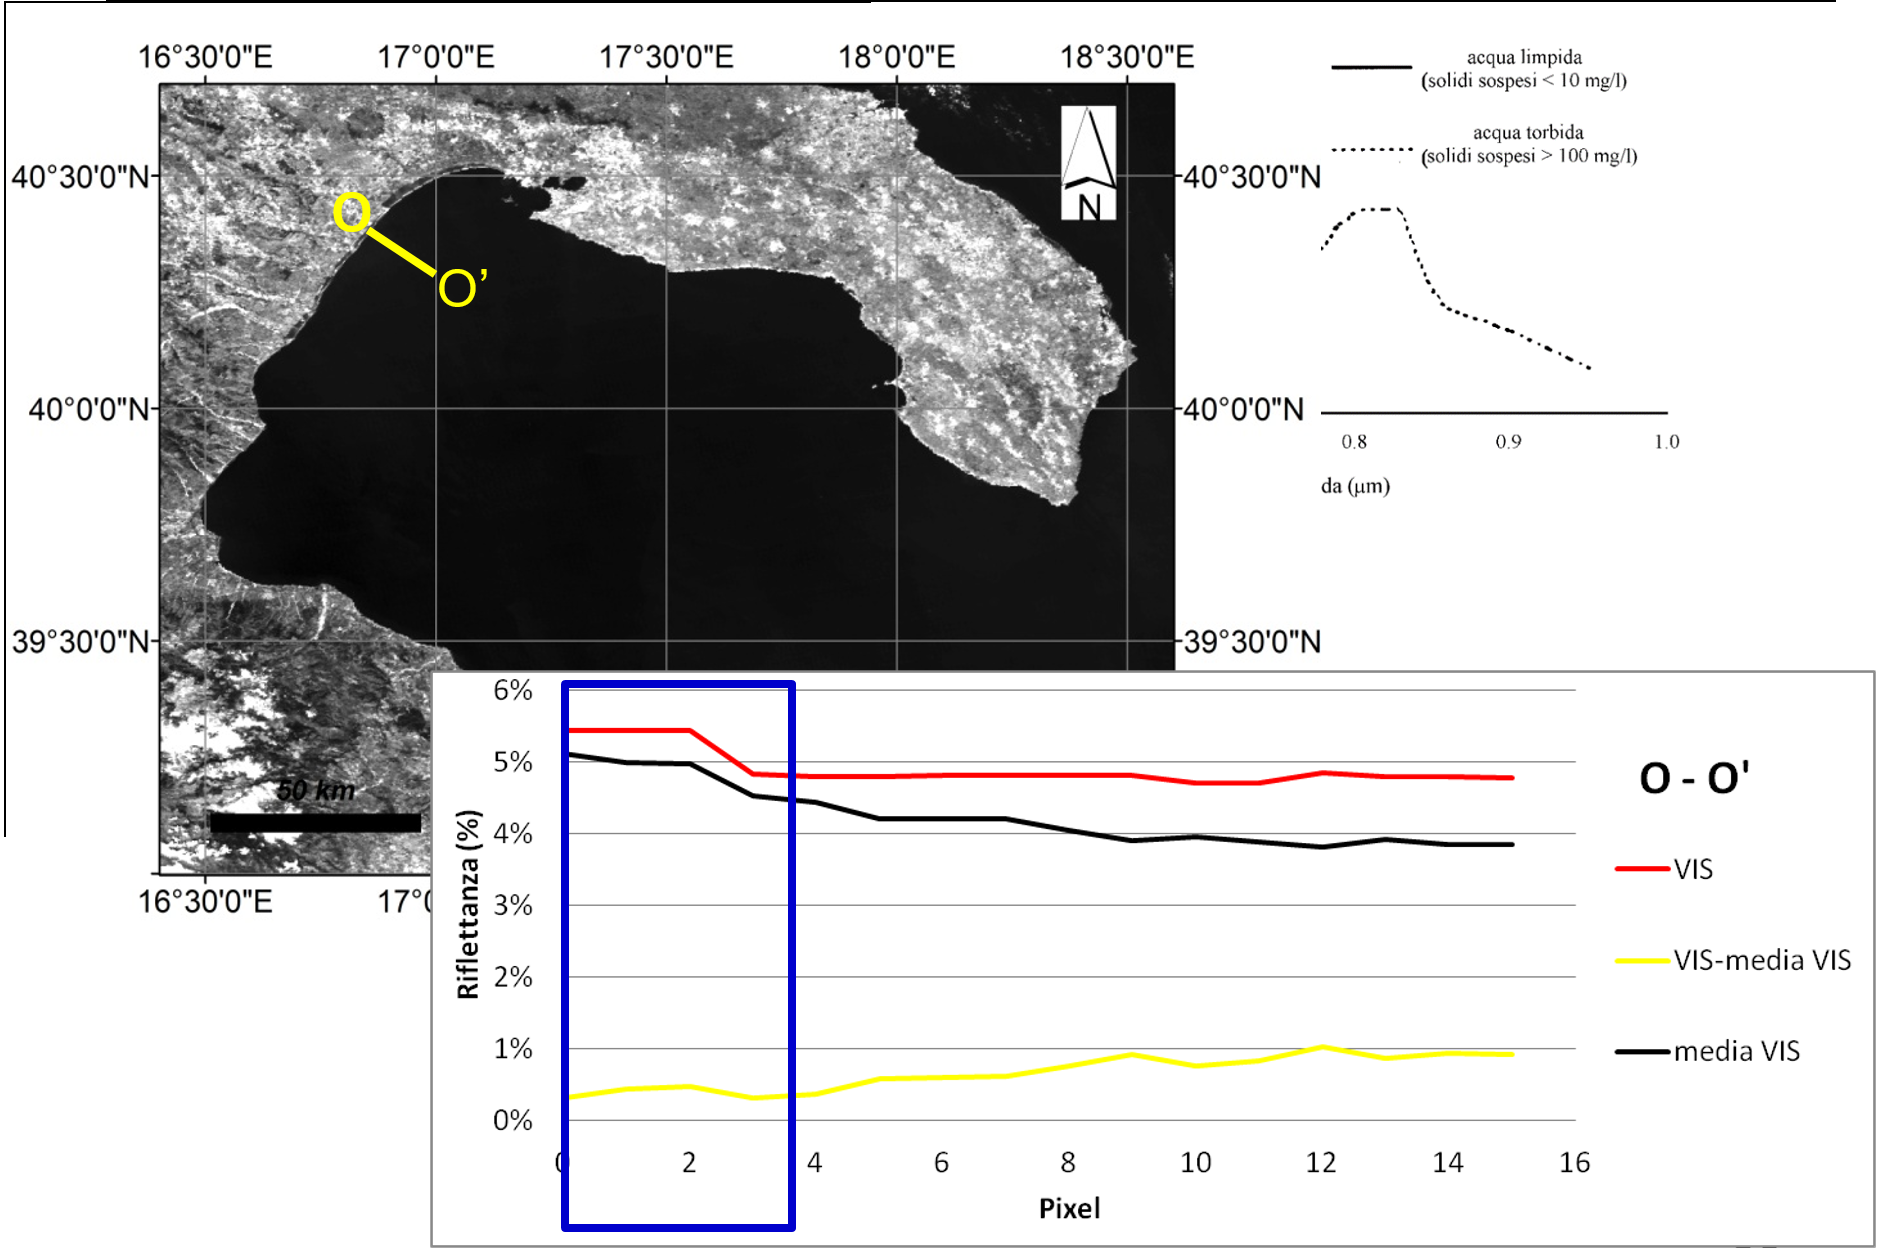 16°30'0"E
17°0'0"E
17°30'0"E
18°0'0"E
18°30'0"E
acqua limpida
(solidi sospesi < 10 mg/l)
acqua torbida
(solidi sospesi > 100 mg/l)
40°30'0"N
40°30'0"N
N
O
O'
40°0'0"N
40°0'0"N
0.8
0.9
1.0
da (µm)
39°30'0"N
39°30'0"N
50 km
16°30'0"E
17°0
6%
5%
4%
3%
2%
1%
0%
Riflettanza (%)
0
2
4
6
8
10
12
14
16
Pixel
O - O'
VIS
VIS-media VIS
media VIS